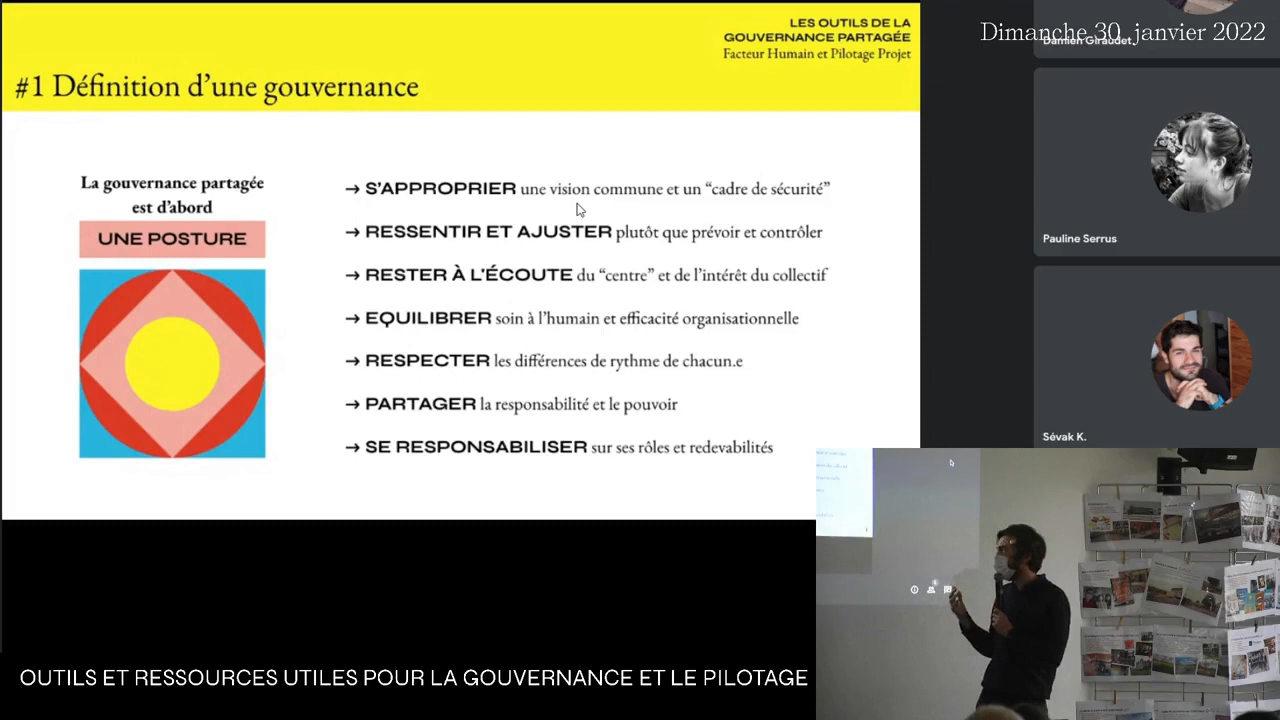 LES OUTILS DE LA
GOUVERNANCE PARTAGÉE
Facteur Humain et Pilotage Projet
#1 Définition d'une gouvernance
La gouvernance partagée
est d'abord
UNE POSTURE
→ S'APPROPRIER une vision commune et un “cadre de sécurité”
→ RESSENTIR ET AJUSTER plutôt que prévoir et contrôler
→ RESTER À L'ÉCOUTE du “centre” et de l'intérêt du collectif
→ EQUILIBRER soin à l'humain et efficacité organisationnelle
→ RESPECTER les différences de rythme de chacun.e
→ PARTAGER la responsabilité et le pouvoir
→ SE RESPONSABILISER sur ses rôles et redevabilités
Dimanche 30 janvier 2022
Damien Giraudet
Pauline Serrus
Sévak K.
OUTILS ET RESSOURCES UTILES POUR LA GOUVERNANCE ET LE PILOTAGE